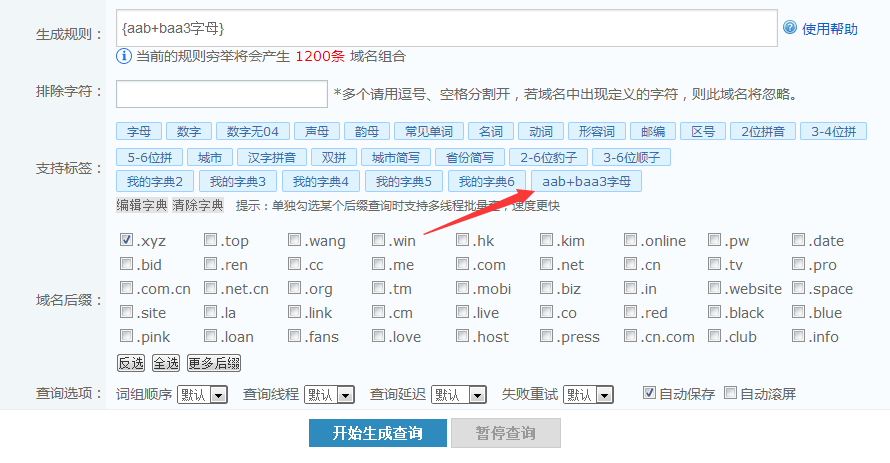 生成规则： {aab+baa3字母} 使用帮助
当前的规则穷举将会产生 1200条 域名组合
排除字符： *多个请用逗号、空格分割开，若域名中出现定义的字符，则此域名将忽略。
字母 数字 数字无04 声母 韵母 常见单词 名词 动词 形容词 邮编 区号 2位拼音 3-4位拼
支持标签： 5-6位拼 城市 汉字拼音 双拼 城市简写 省份简写 2-6位豹子 3-6位顺子
我的字典2 我的字典3 我的字典4 我的字典5 我的字典6 aab+baa3字母
编辑字典 清除字典 提示：单独勾选某个后缀查询时支持多线程批量查，速度更快
.xyz .top .wang .win .hk .kim .online .pw .date
.bid .ren .cc .me .com .net .cn .tv .pro
域名后缀： .com.cn .net.cn .org .tm .mobi .biz .in .website .space
.site .la .link .cm .live .co .red .black .blue
.pink .loan .fans .love .host .press .cn.com .club .info
反选 全选 更多后缀
查询选项： 词组顺序 默认 查询线程 默认 查询延迟 默认 失败重试 默认 自动保存 自动滚屏
开始生成查询 暂停查询